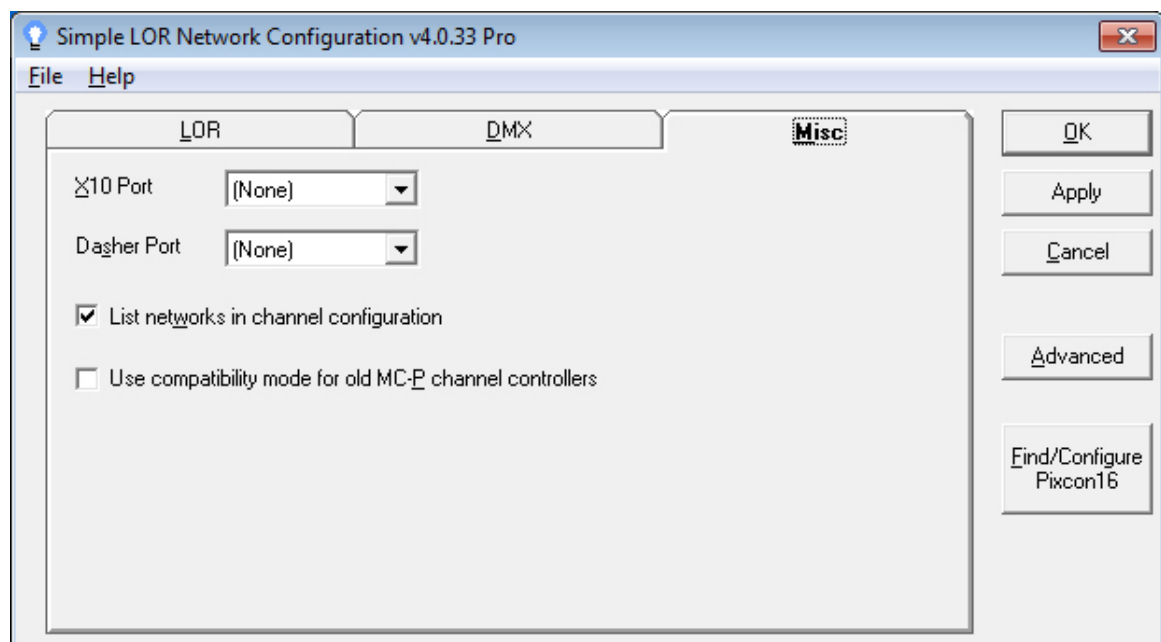 Simple LOR Network Configuration v4.0.33 Pro
File Help
LOR DMX Misc
OK
X10 Port (None)
Apply
Dasher Port (None)
Cancel
List networks in channel configuration
Advanced
Use compatibility mode for old MC-P channel controllers
Find/Configure
Pixcon16